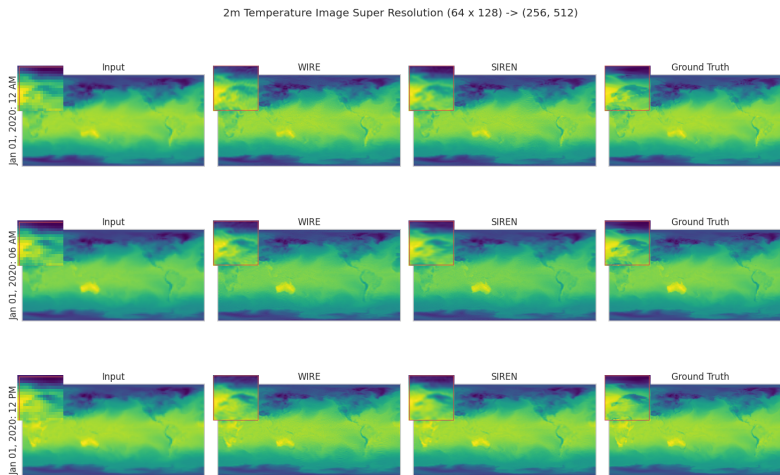 2m Temperature Image Super Resolution (64 x 128) -> (256, 512)
Input WIRE SIREN Ground Truth
Jan 01, 2020: 12 AM
Input WIRE SIREN Ground Truth
Jan 01, 2020: 06 AM
Input WIRE SIREN Ground Truth
Jan 01, 2020- 12 PM